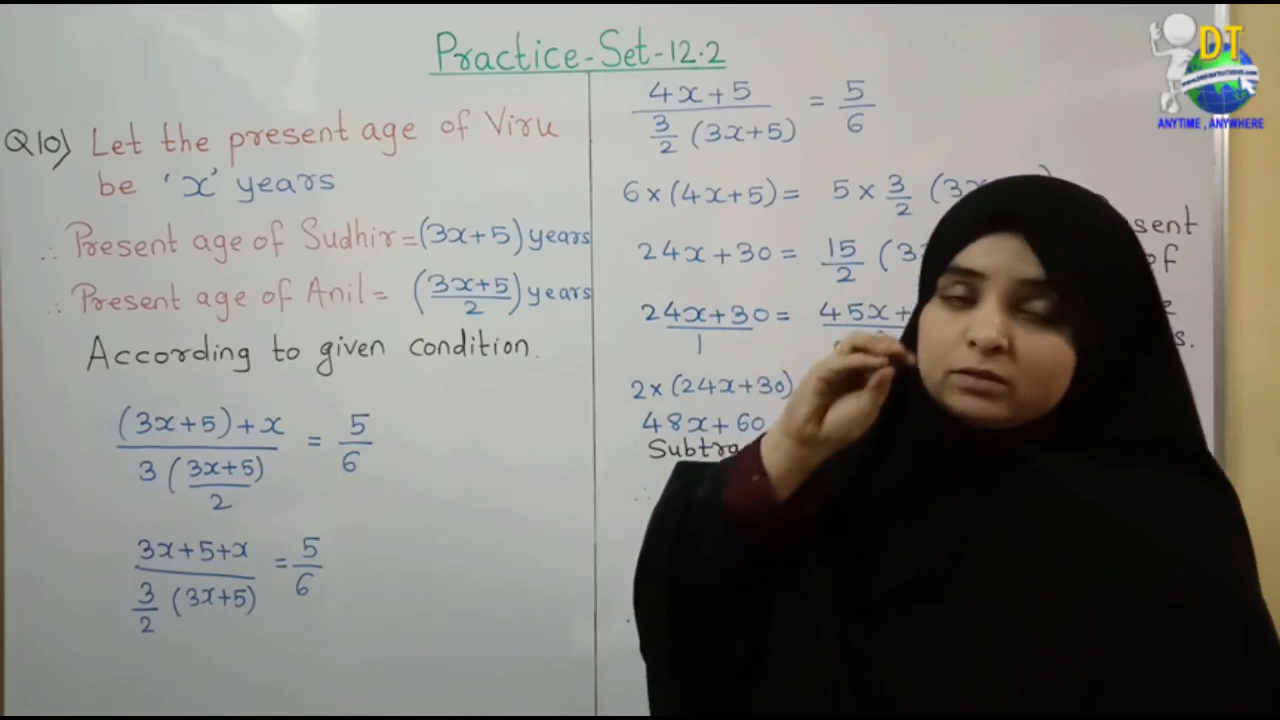 Practice-Set-12.2
Q10) Let the present age of Viru
be 'x' years
∴ Present age of Sudhir=(3x+5) years
∴ Present age of Anil= (3x+5)/2 years
According to given condition.
(3x+5)+x / 3((3x+5)/2) = 5/6
3x+5+x / 3/2 (3x+5) = 5/6
4x+5 / 3/2 (3x+5) = 5/6
6×(4x+5)= 5×3/2
24x+30= 15/2
24x+30/1 = 45x+
2×(24x+30)
48x+60
DT
WWW.DREAMTUTIONS.COM
ANYTIME, ANYWHERE